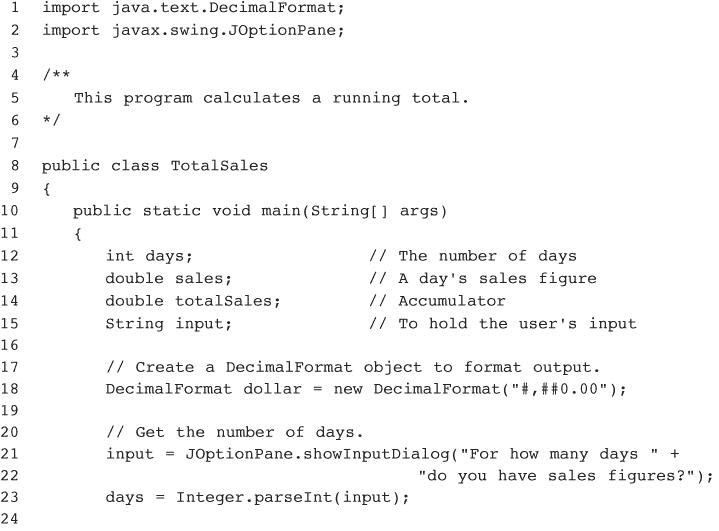 1 import java.text.DecimalFormat;
2 import javax.swing.JOptionPane;
3
4 /**
5 This program calculates a running total.
6 */
7
8 public class TotalSales
9 {
10 public static void main(String[] args)
11 {
12 int days; // The number of days
13 double sales; // A day's sales figure
14 double totalSales; // Accumulator
15 String input; // To hold the user's input
16
17 // Create a DecimalFormat object to format output.
18 DecimalFormat dollar = new DecimalFormat("#,##0.00");
19
20 // Get the number of days.
21 input = JOptionPane.showInputDialog("For how many days " +
22 "do you have sales figures?");
23 days = Integer.parseInt(input);
24